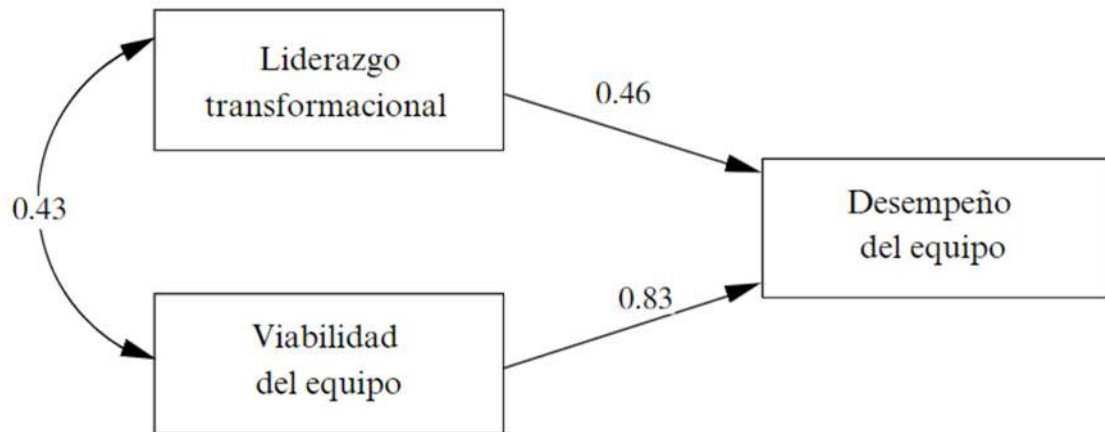 Liderazgo
transformacional
0.46
0.43
Desempeño
del equipo
0.83
Viabilidad
del equipo